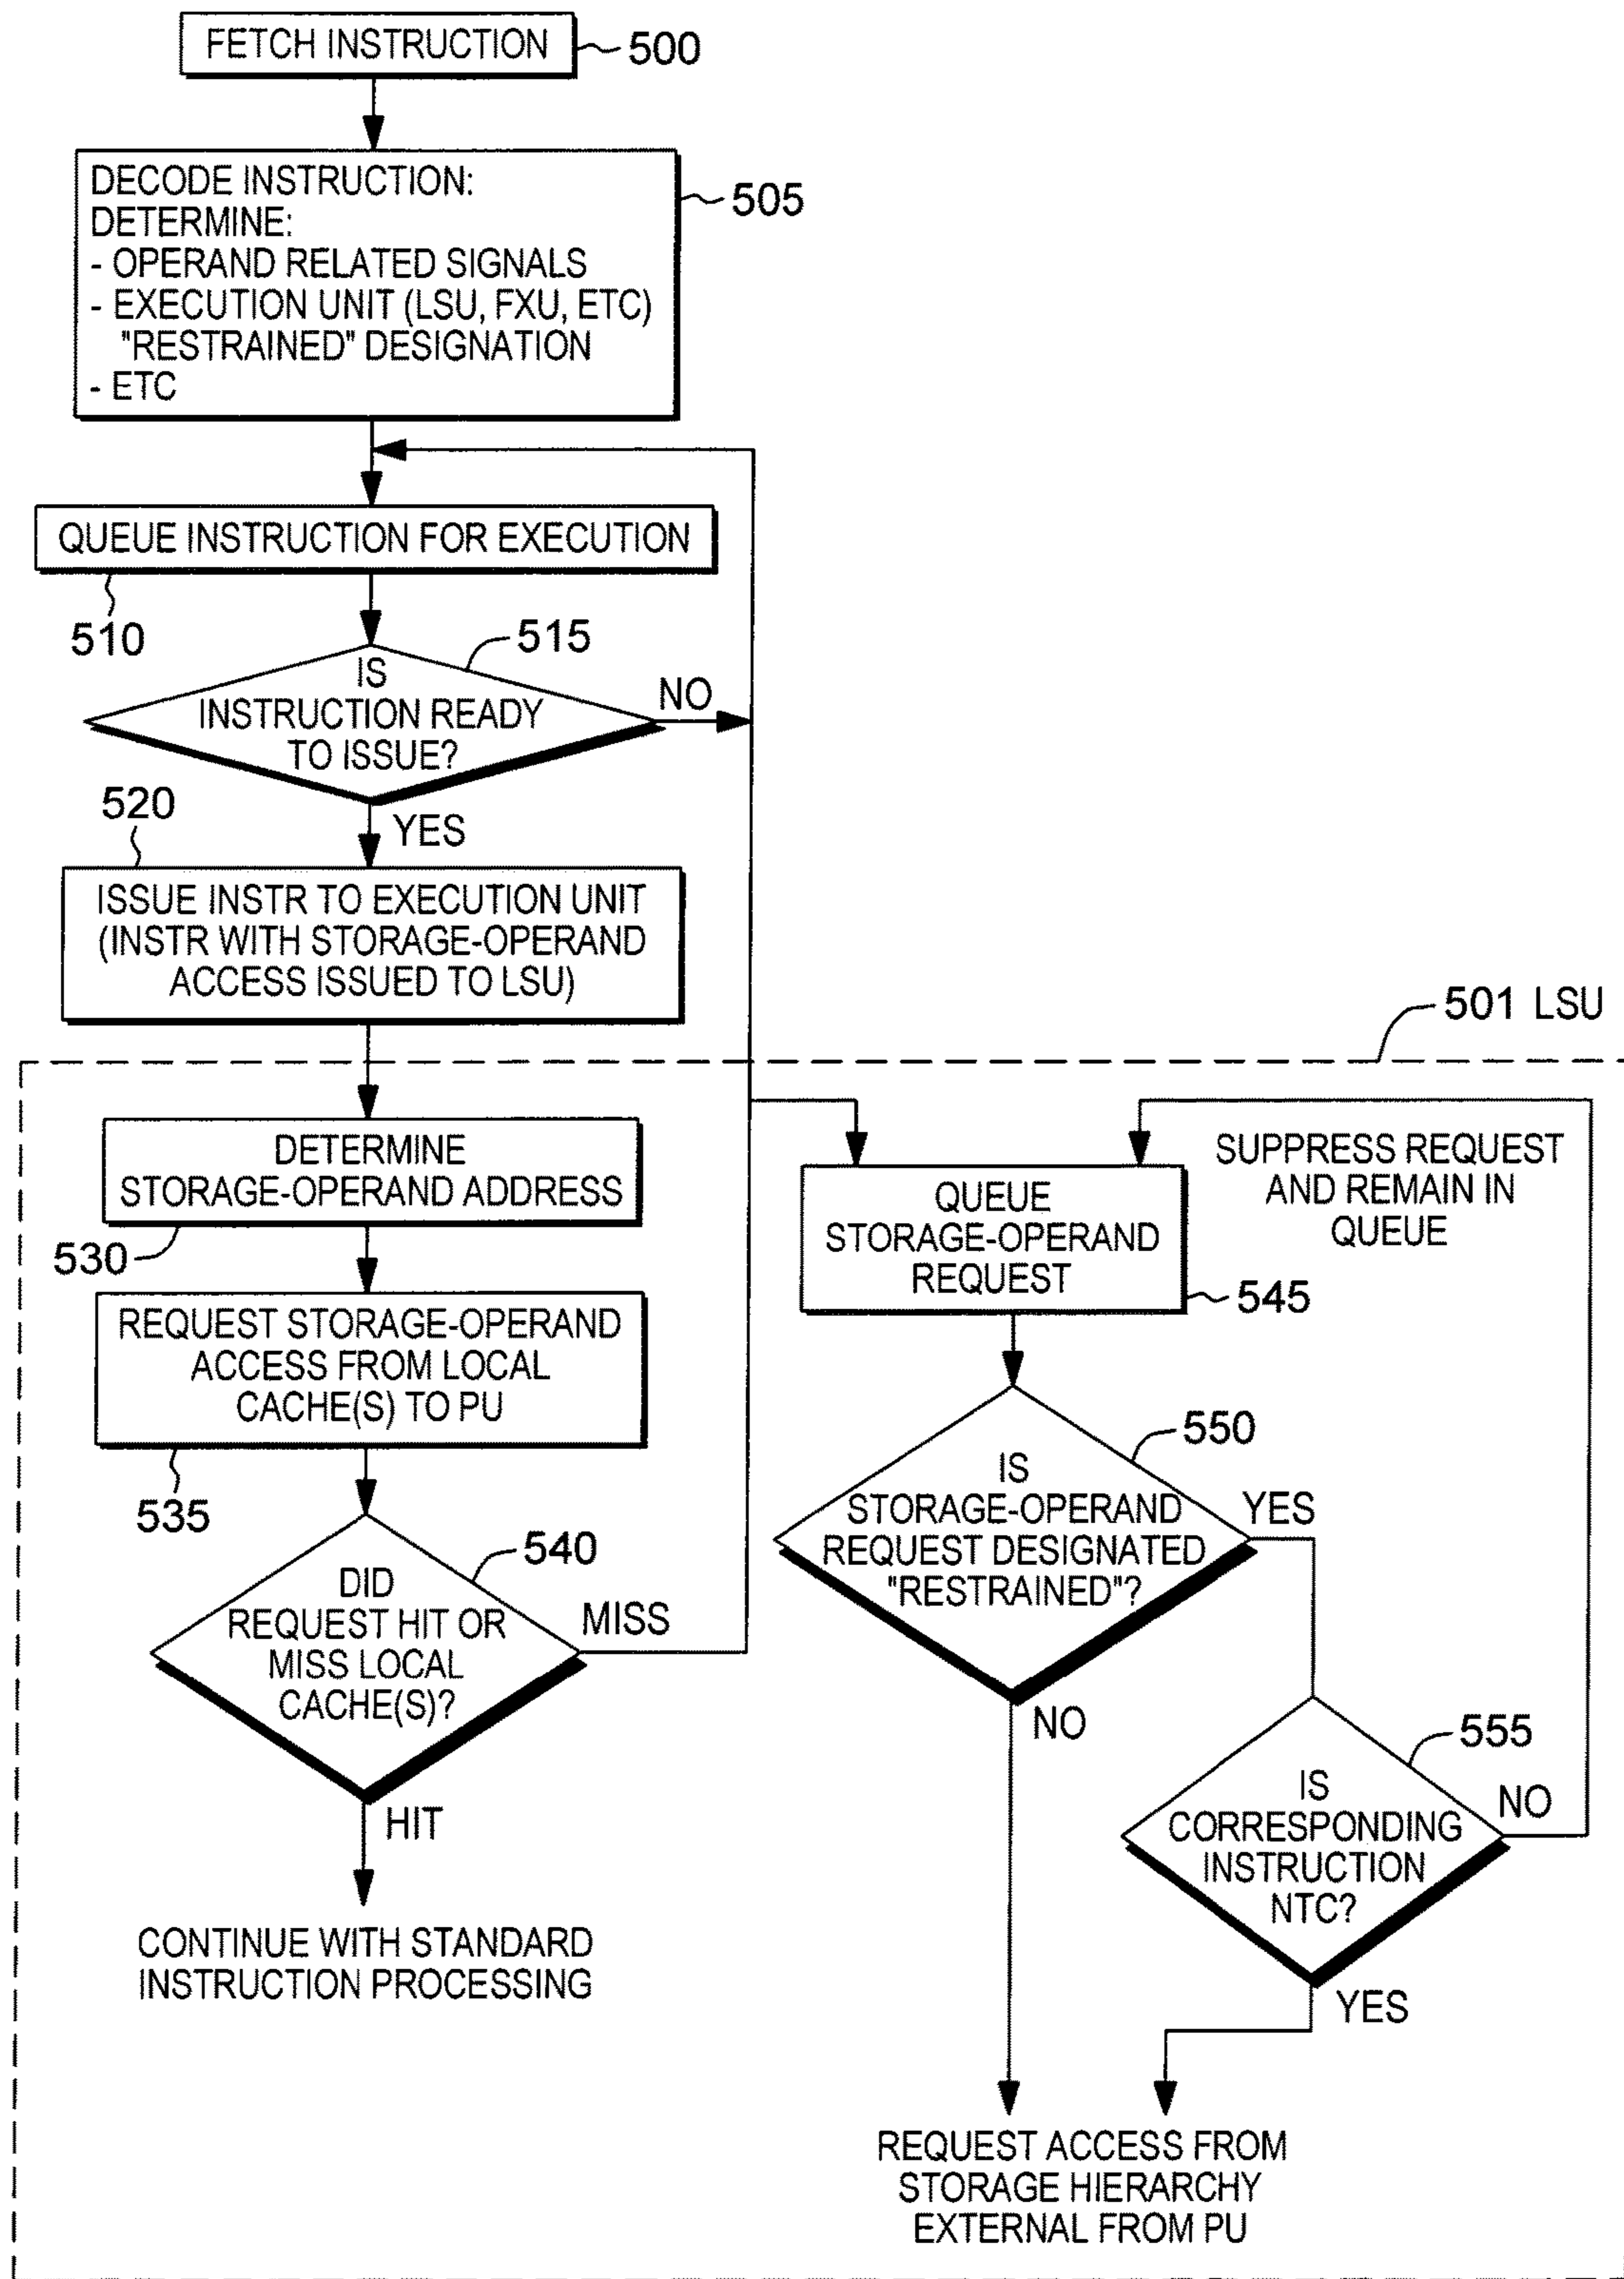 FETCH INSTRUCTION
500
DECODE INSTRUCTION:
DETERMINE:
- OPERAND RELATED SIGNALS
- EXECUTION UNIT (LSU, FXU, ETC)
"RESTRAINED" DESIGNATION
- ETC
505
QUEUE INSTRUCTION FOR EXECUTION
510
515
IS
INSTRUCTION READY
TO ISSUE?
NO
YES
520
ISSUE INSTR TO EXECUTION UNIT
(INSTR WITH STORAGE-OPERAND
ACCESS ISSUED TO LSU)
501 LSU
DETERMINE
STORAGE-OPERAND ADDRESS
530
REQUEST STORAGE-OPERAND
ACCESS FROM LOCAL
CACHE(S) TO PU
535
540
DID
REQUEST HIT OR
MISS LOCAL
CACHE(S)?
MISS
HIT
CONTINUE WITH STANDARD
INSTRUCTION PROCESSING
QUEUE
STORAGE-OPERAND
REQUEST
545
SUPPRESS REQUEST
AND REMAIN IN
QUEUE
550
IS
STORAGE-OPERAND
REQUEST DESIGNATED
"RESTRAINED"?
YES
NO
555
IS
CORRESPONDING
INSTRUCTION
NTC?
NO
YES
REQUEST ACCESS FROM
STORAGE HIERARCHY
EXTERNAL FROM PU